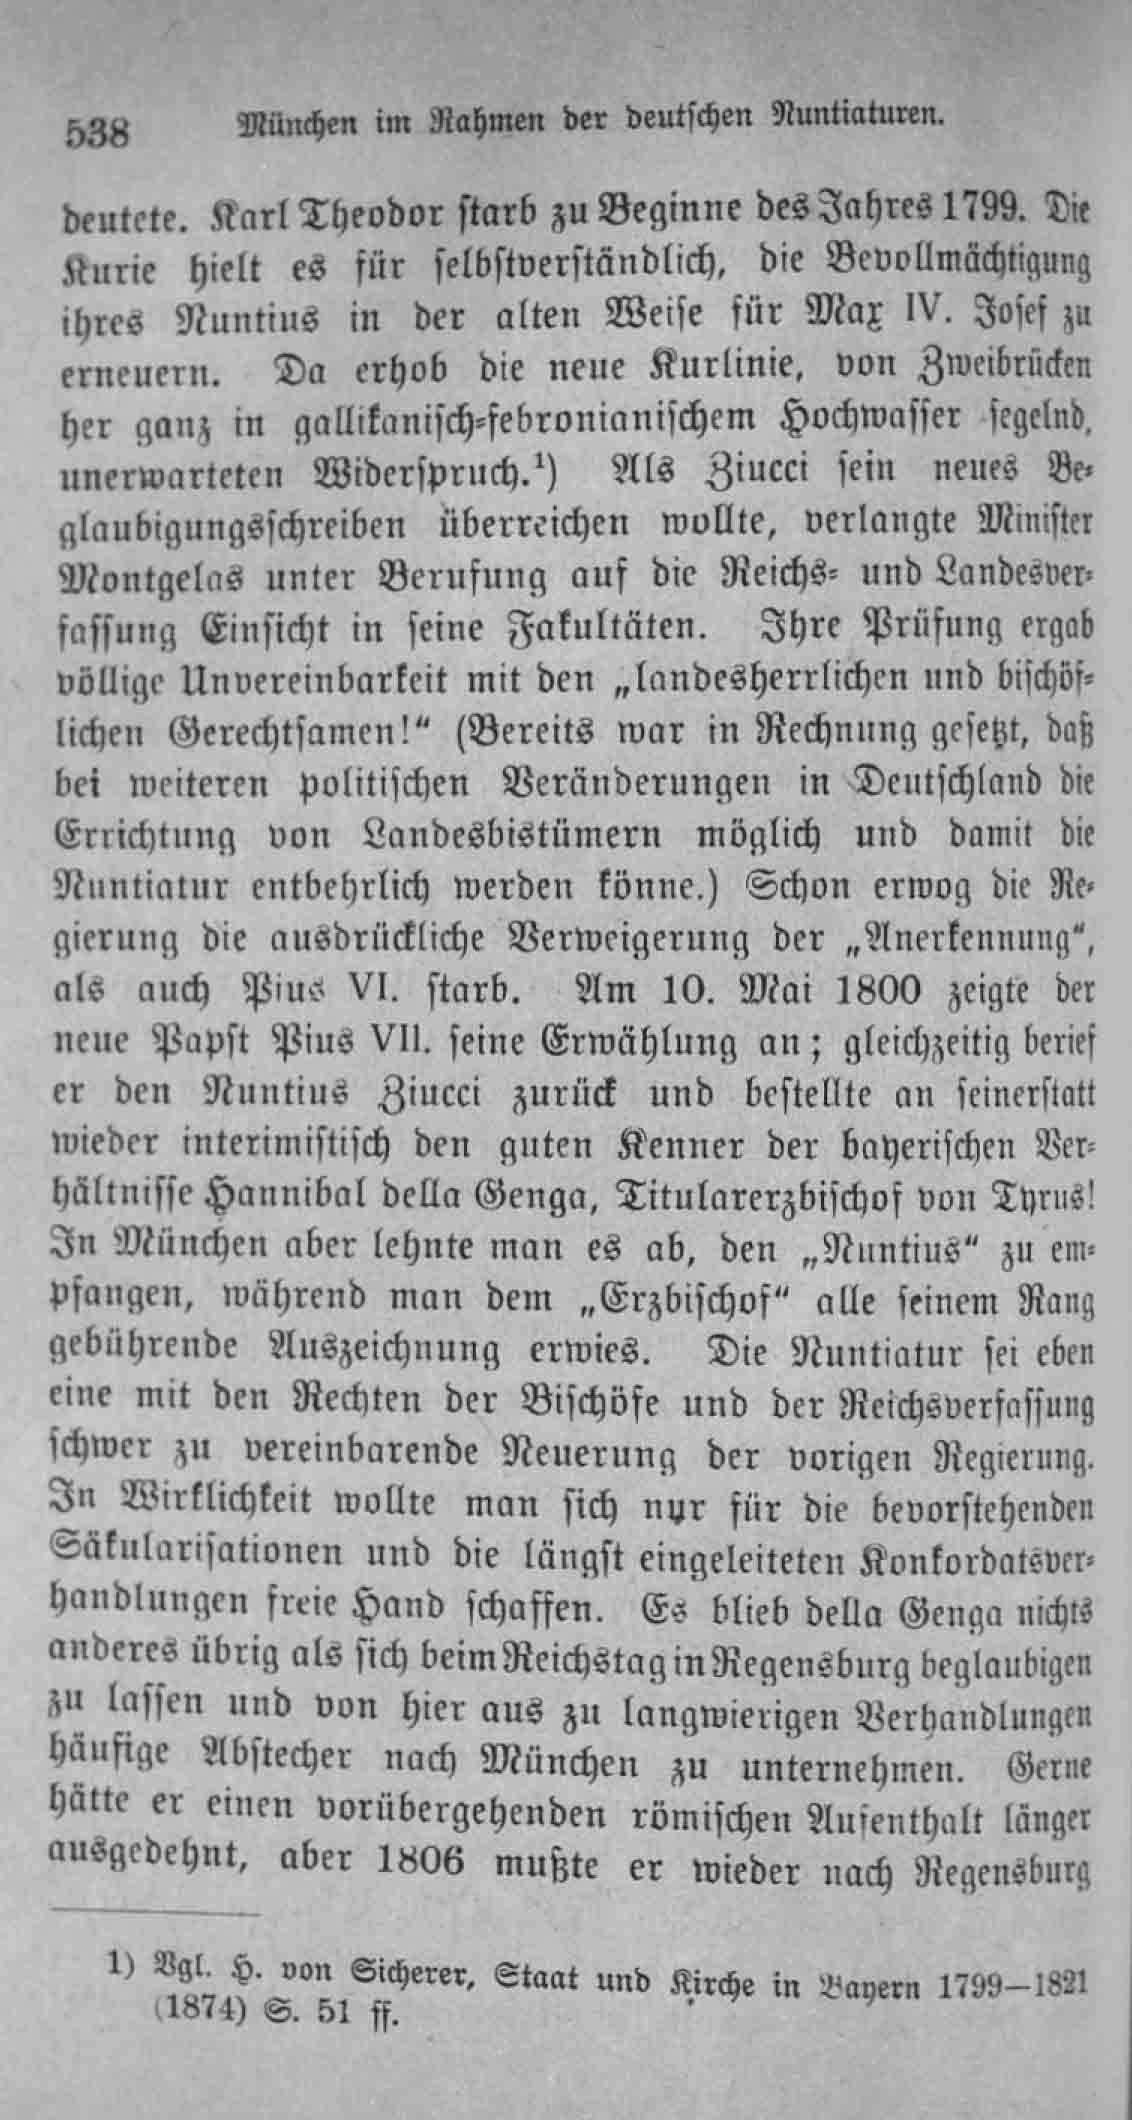 538 München im Rahmen der deutschen Nuntiaturen.
deutete. Karl Theodor starb zu Beginne des Jahres 1799. Die
Kurie hielt es für selbstverständlich, die Bevollmächtigung
ihres Nuntius in der alten Weise für Max IV. Josef zu
erneuern. Da erhob die neue Kurlinie, von Zweibrücken
her ganz in gallikanisch-febronianischem Hochwasser segelnd,
unerwarteten Widerspruch.¹) Als Ziucci sein neues Be-
glaubigungsschreiben überreichen wollte, verlangte Minister
Montgelas unter Berufung auf die Reichs- und Landesver-
fassung Einsicht in seine Fakultäten. Ihre Prüfung ergab
völlige Unvereinbarkeit mit den „landesherrlichen und bischöf-
lichen Gerechtsamen!“ (Bereits war in Rechnung gesetzt, daß
bei weiteren politischen Veränderungen in Deutschland die
Errichtung von Landesbistümern möglich und damit die
Nuntiatur entbehrlich werden könne.) Schon erwog die Re-
gierung die ausdrückliche Verweigerung der „Anerkennung“,
als auch Pius VI. starb. Am 10. Mai 1800 zeigte der
neue Papst Pius VII. seine Erwählung an; gleichzeitig berief
er den Nuntius Ziucci zurück und bestellte an seinerstatt
wieder interimistisch den guten Kenner der bayerischen Ver-
hältnisse Hannibal della Genga, Titularerzbischof von Tyrus!
In München aber lehnte man es ab, den „Nuntius“ zu em-
pfangen, während man dem „Erzbischof“ alle seinem Rang
gebührende Auszeichnung erwies. Die Nuntiatur sei eben
eine mit den Rechten der Bischöfe und der Reichsverfassung
schwer zu vereinbarende Neuerung der vorigen Regierung.
In Wirklichkeit wollte man sich nur für die bevorstehenden
Säkularisationen und die längst eingeleiteten Konkordatsver-
handlungen freie Hand schaffen. Es blieb della Genga nichts
anderes übrig als sich beim Reichstag in Regensburg beglaubigen
zu lassen und von hier aus zu langwierigen Verhandlungen
häufige Abstecher nach München zu unternehmen. Gerne
hätte er einen vorübergehenden römischen Aufenthalt länger
ausgedehnt, aber 1806 mußte er wieder nach Regensburg
1) Vgl. H. von Sicherer, Staat und Kirche in Bayern 1799—1821
(1874) S. 51 ff.